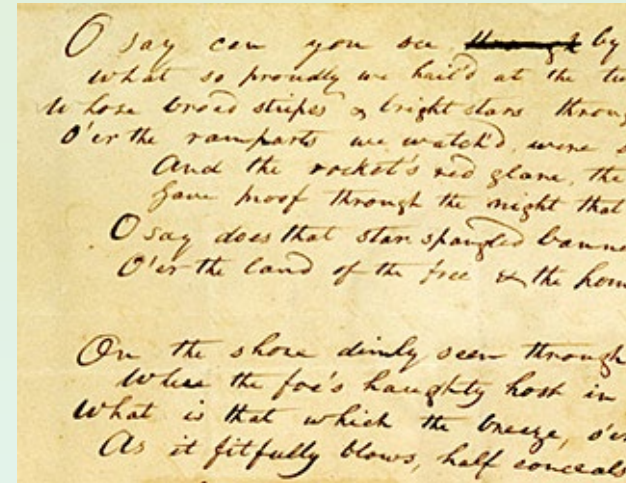 O say can you see ~~through~~ by
What so proudly we hail'd at the
Whose broad stripes & bright stars through
O'er the ramparts we watch'd, were
And the rocket's red glare, the
Gave proof through the night that
O say does that star spangled
O'er the land of the free & the
On the shore dimly seen through
Where the foe's haughty host in
What is that which the breeze, o'er
As it fitfully blows, half conceals